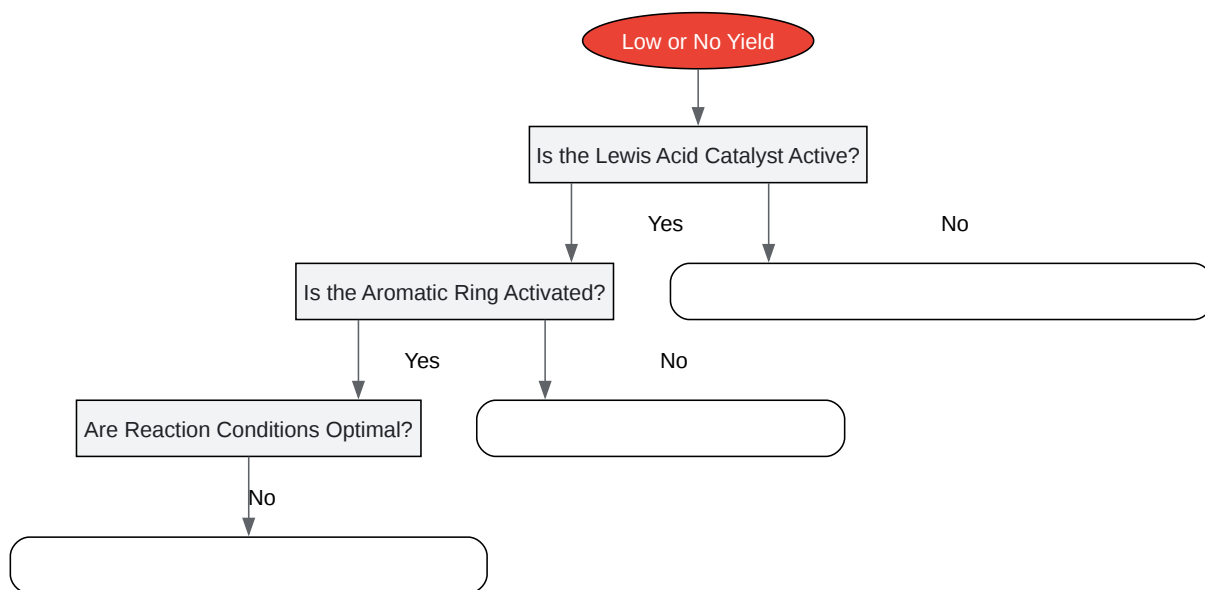 Low or No Yield
Is the Lewis Acid Catalyst Active?
Yes
No
Is the Aromatic Ring Activated?
Yes
No
Are Reaction Conditions Optimal?
No